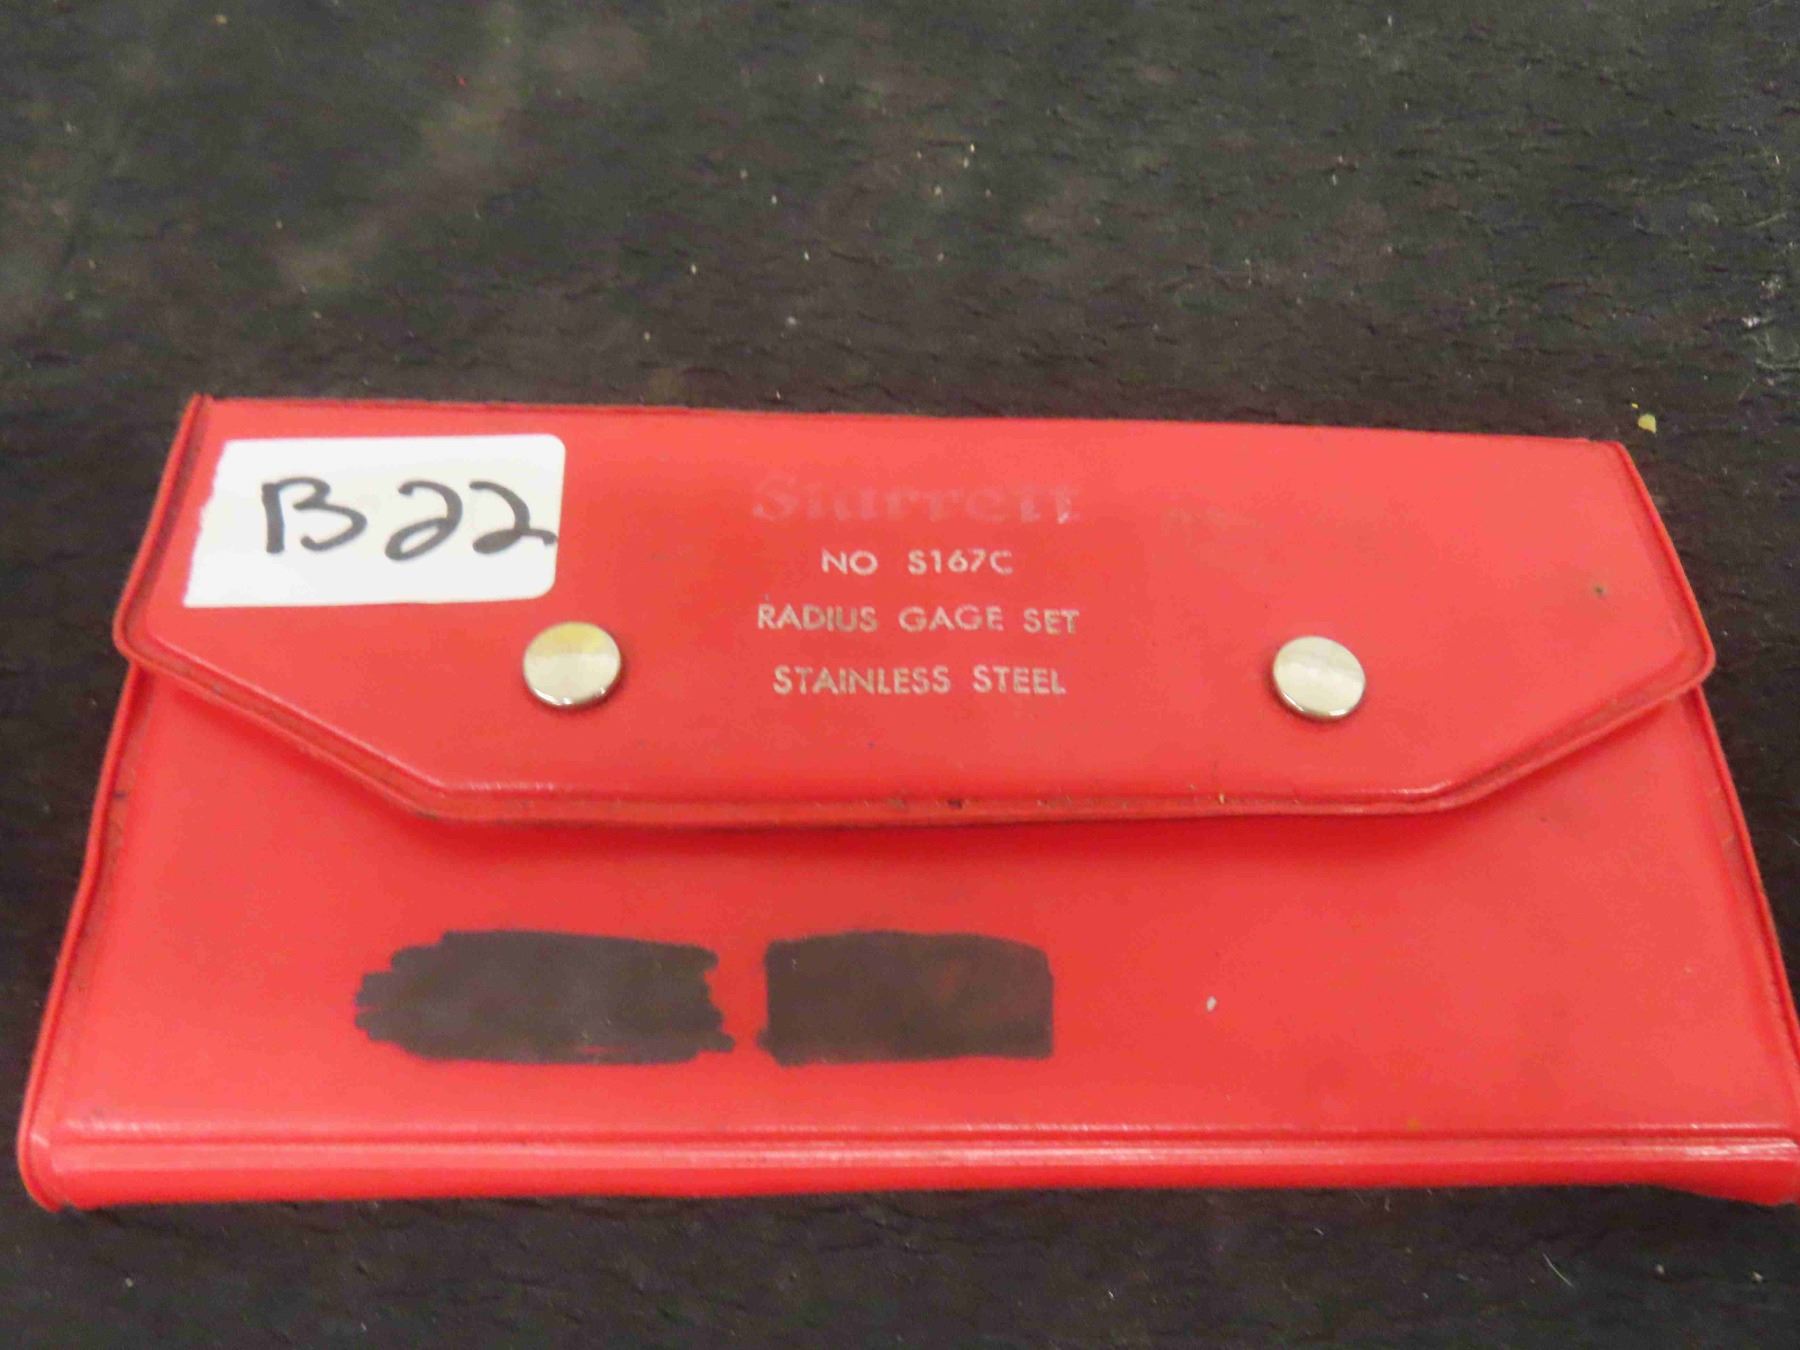 B22
Starrett
NO S167C
RADIUS GAGE SET
STAINLESS STEEL